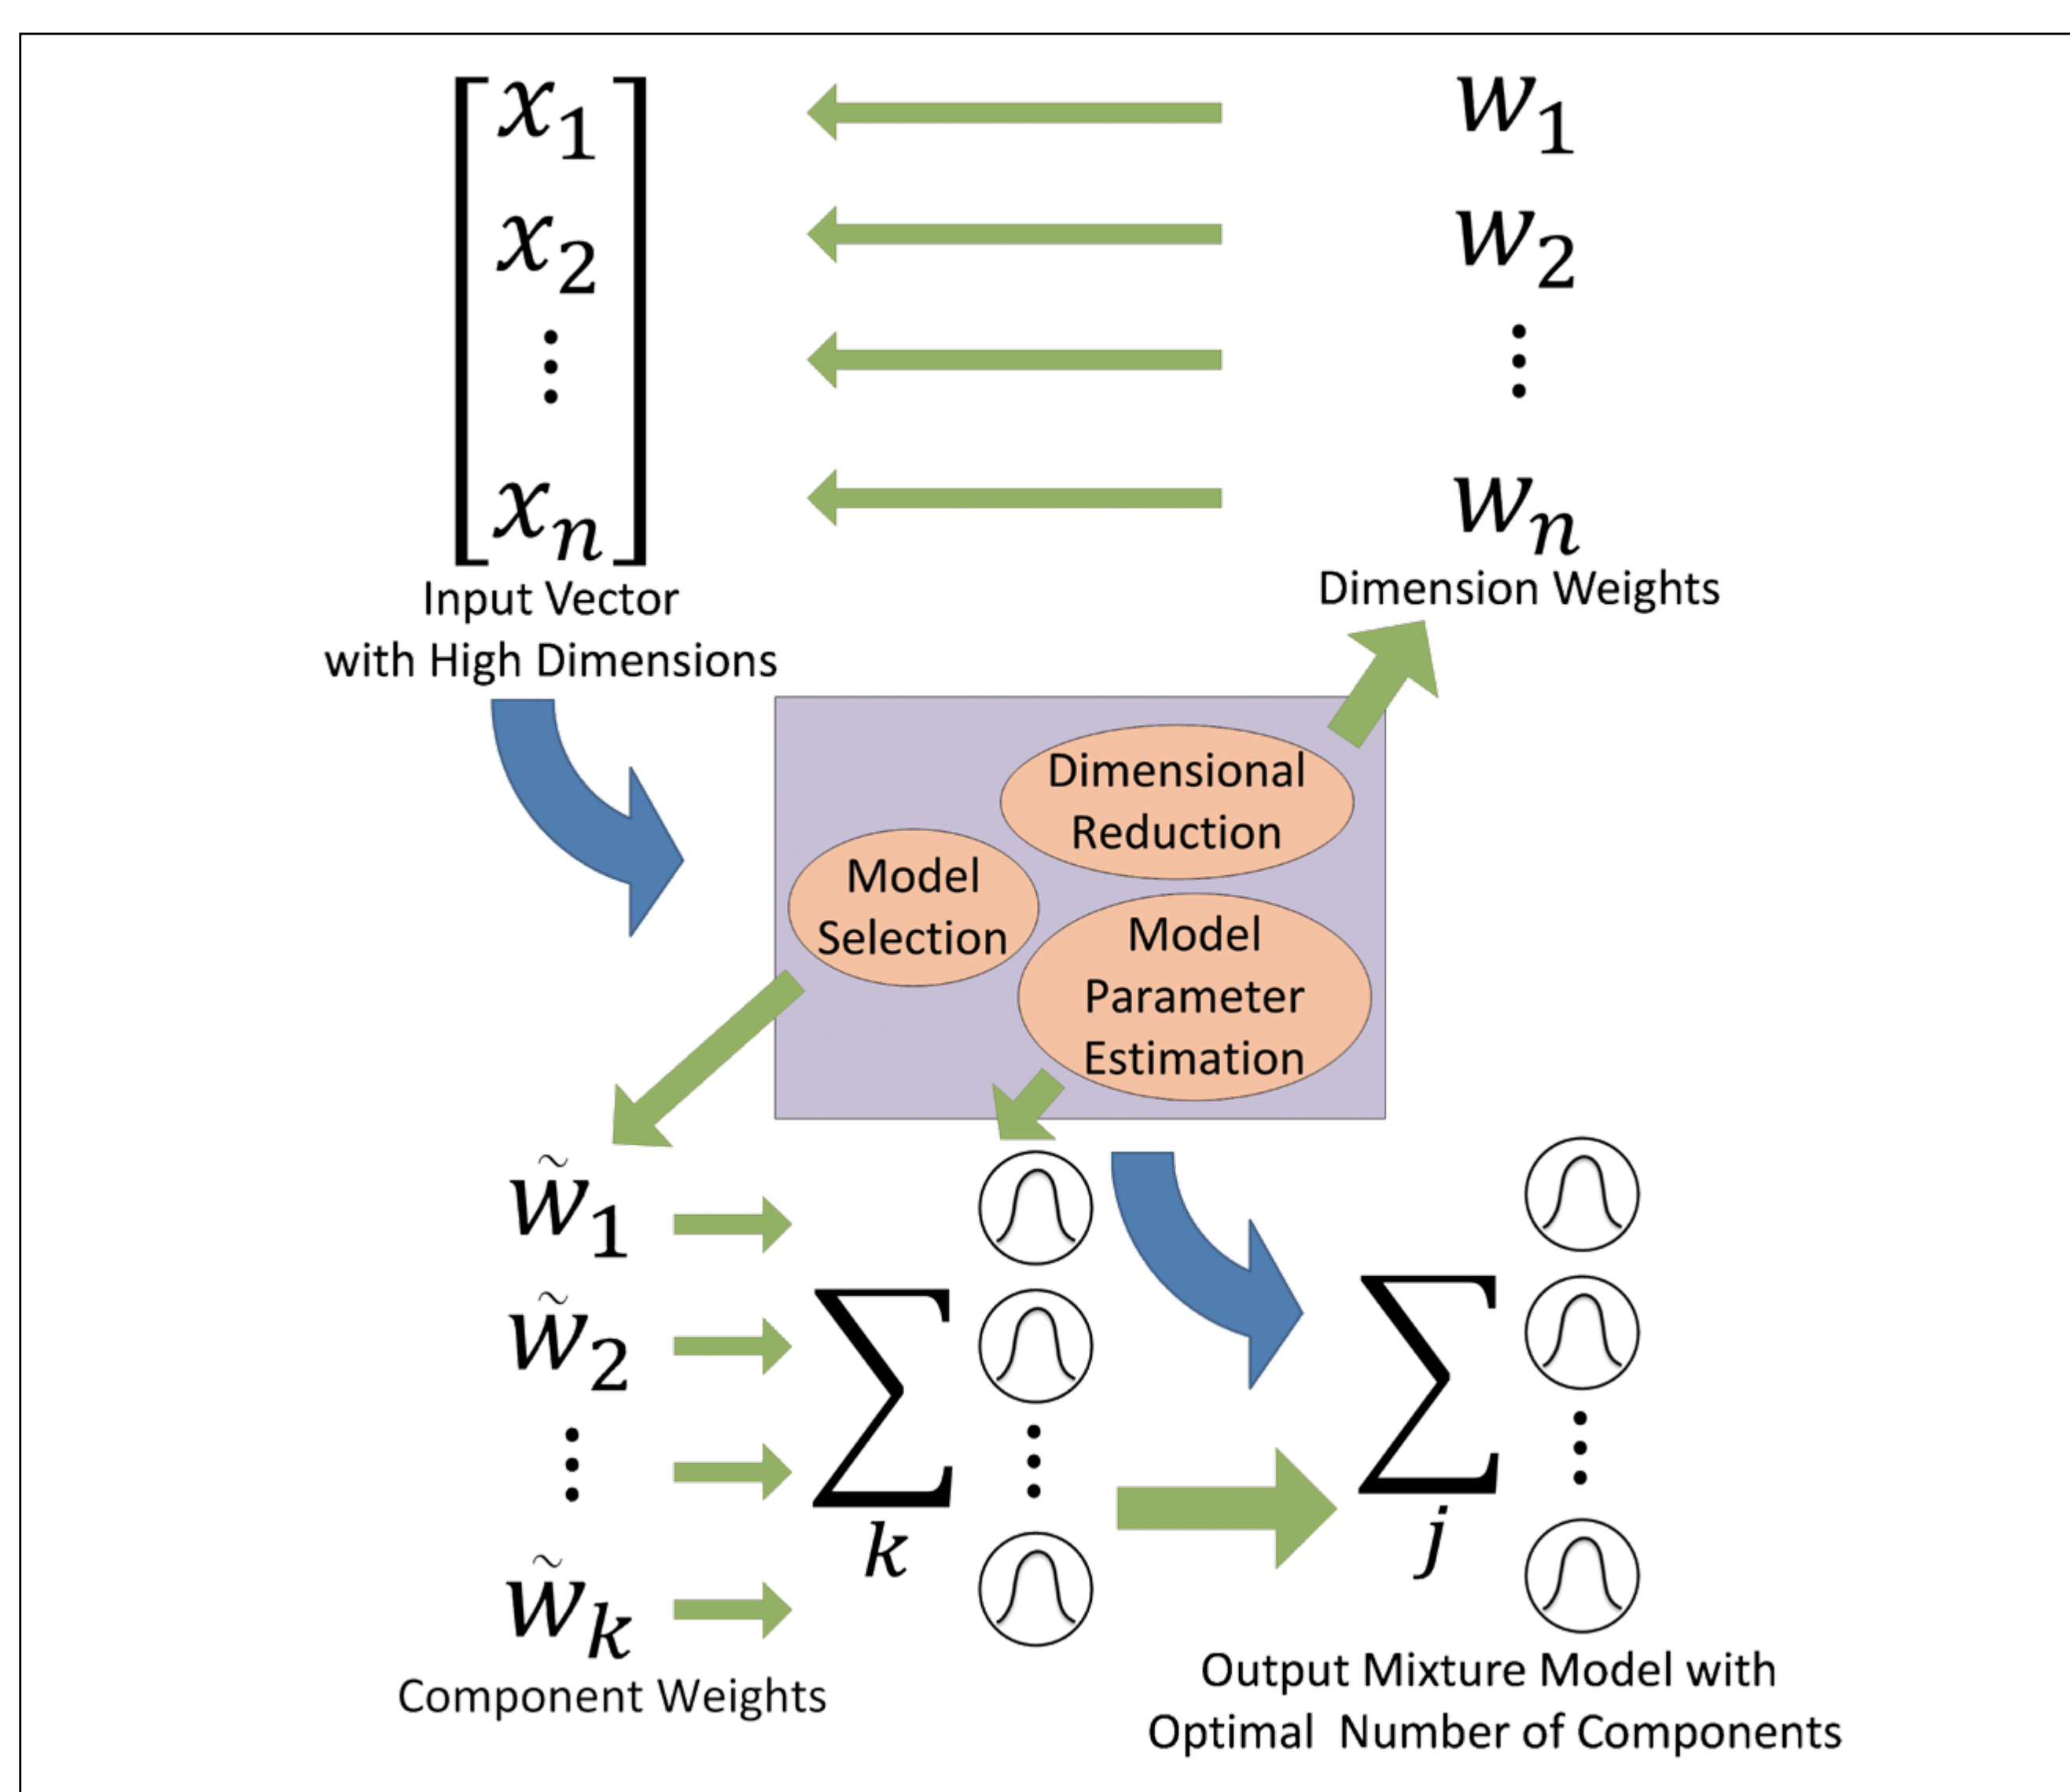 x₁
x₂
⋮
xₙ
Input Vector
with High Dimensions
w₁
w₂
⋮
wₙ
Dimension Weights
Dimensional
Reduction
Model
Selection
Model
Parameter
Estimation
w̃₁
w̃₂
⋮
w̃ₖ
Component Weights
∑
k
⋮
∑
j
⋮
Output Mixture Model with
Optimal Number of Components